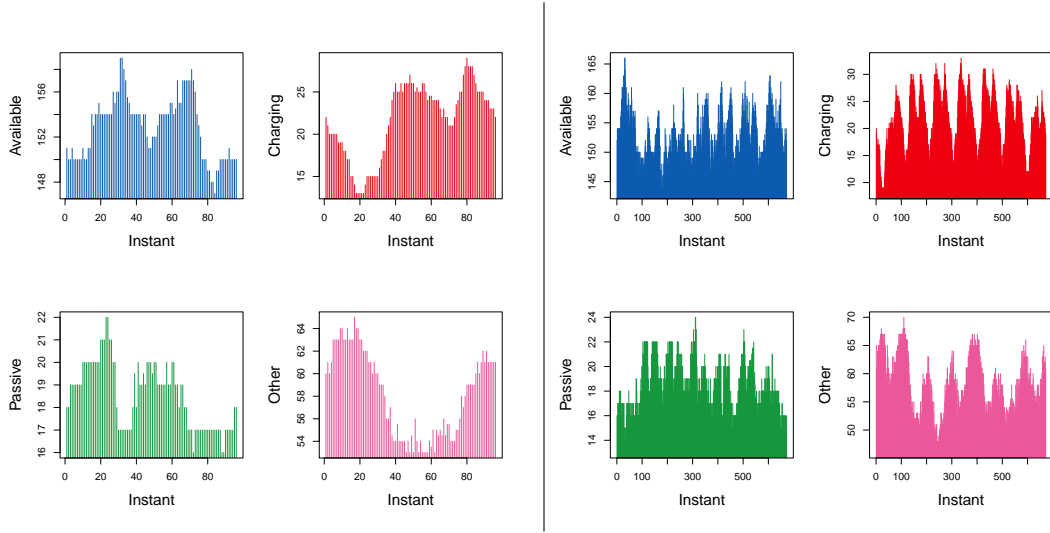 Available
148 152 156
0 20 40 60 80
Instant
Charging
15 20 25
0 20 40 60 80
Instant
Available
145 150 155 160 165
0 100 300 500
Instant
Charging
10 15 20 25 30
0 100 300 500
Instant
Passive
16 17 18 19 20 21 22
0 20 40 60 80
Instant
Other
54 56 58 60 62 64
0 20 40 60 80
Instant
Passive
14 16 18 20 22 24
0 100 300 500
Instant
Other
50 55 60 65 70
0 100 300 500
Instant